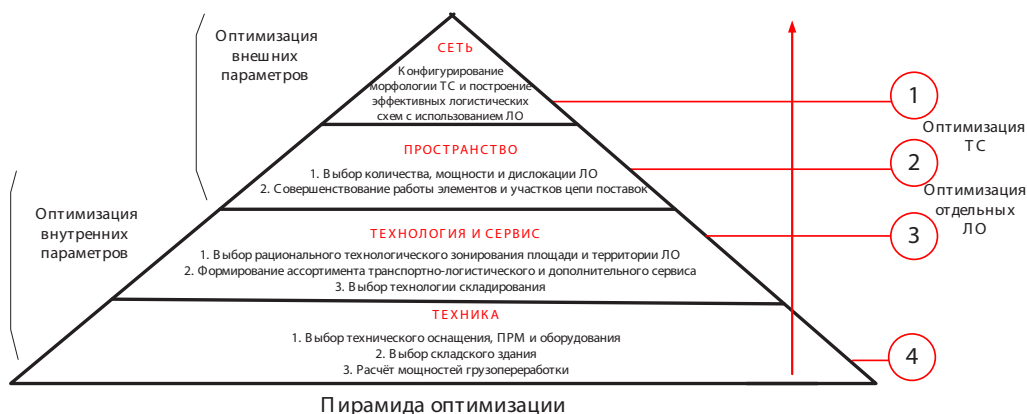 Оптимизация
внешних
параметров
СЕТЬ
Конфигурирование
морфологии ТС и построение
эффективных логистических
схем с использованием ЛО
1
Оптимизация
ТС
ПРОСТРАНСТВО
1. Выбор количества, мощности и дислокации ЛО
2. Совершенствование работы элементов и участков цепи поставок
2
Оптимизация
отдельных
ЛО
Оптимизация
внутренних
параметров
ТЕХНОЛОГИЯ И СЕРВИС
1. Выбор рационального технологического зонирования площади и территории ЛО
2. Формирование ассортимента транспортно-логистического и дополнительного сервиса
3. Выбор технологии складирования
3
ТЕХНИКА
1. Выбор технического оснащения, ПРМ и оборудования
2. Выбор складского здания
3. Расчёт мощностей грузопереработки
4
Пирамида оптимизации